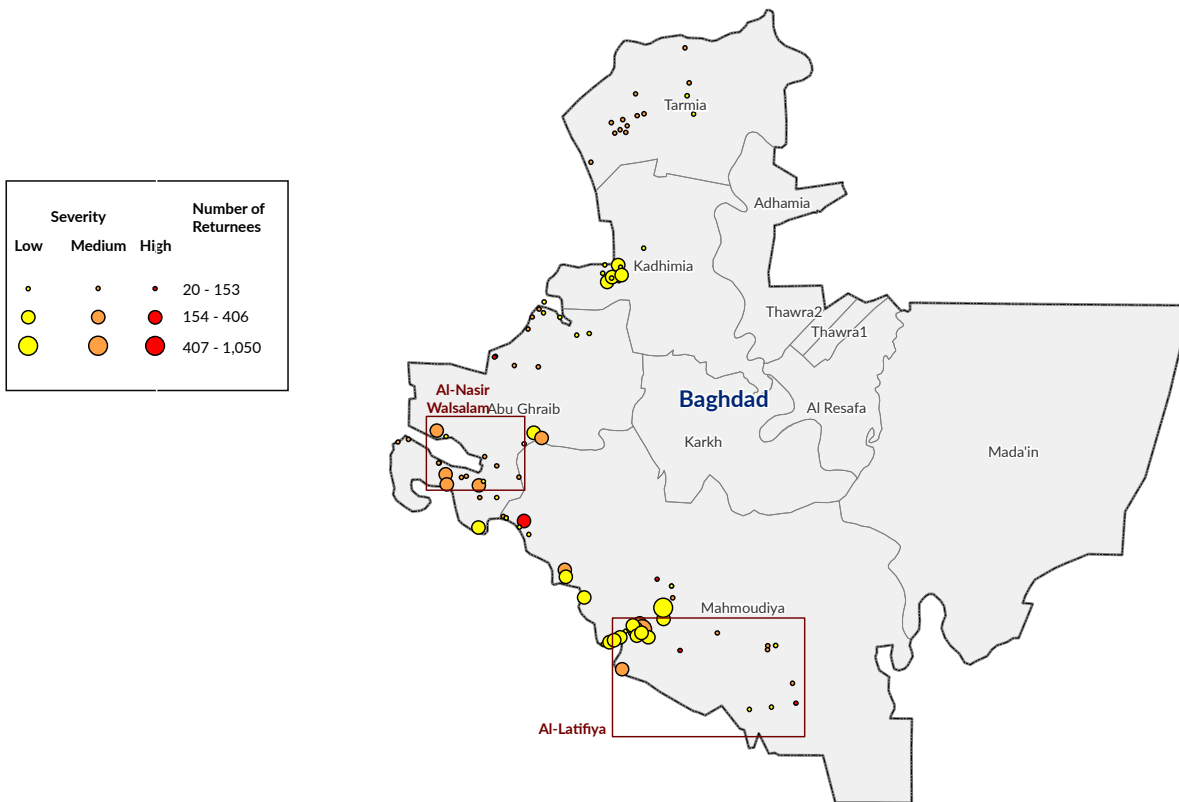 Severity
Number of
Returnees
Low
Medium
High
20 - 153
154 - 406
407 - 1,050
Tarmia
Adhamia
Kadhimia
Thawra2
Thawra1
Al-Nasir
Walsalam
Abu Ghraib
Baghdad
Al Resafa
Karkh
Mada'in
Mahmoudiya
Al-Latifiya